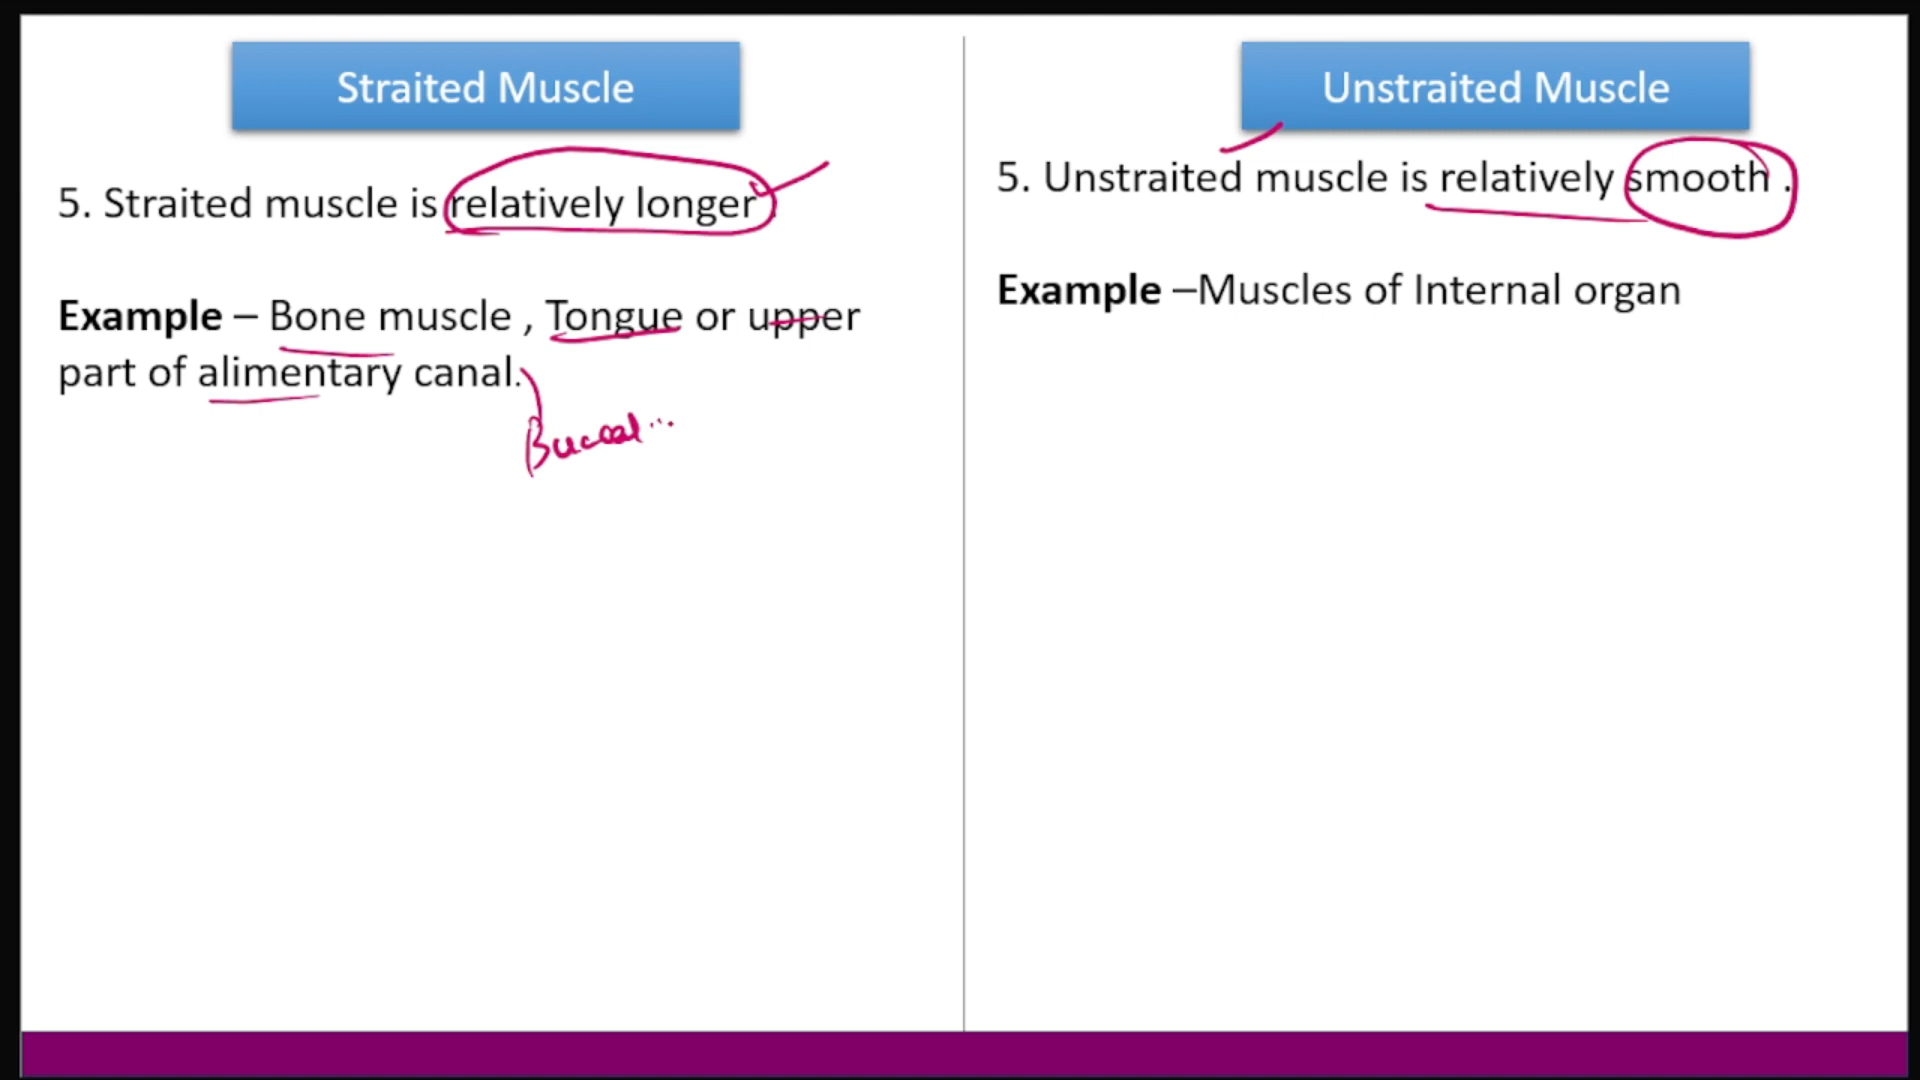 Straited Muscle
5. Straited muscle is relatively longer .
Example – Bone muscle , Tongue or upper
part of alimentary canal.
Buccal...
Unstraited Muscle
5. Unstraited muscle is relatively smooth .
Example –Muscles of Internal organ